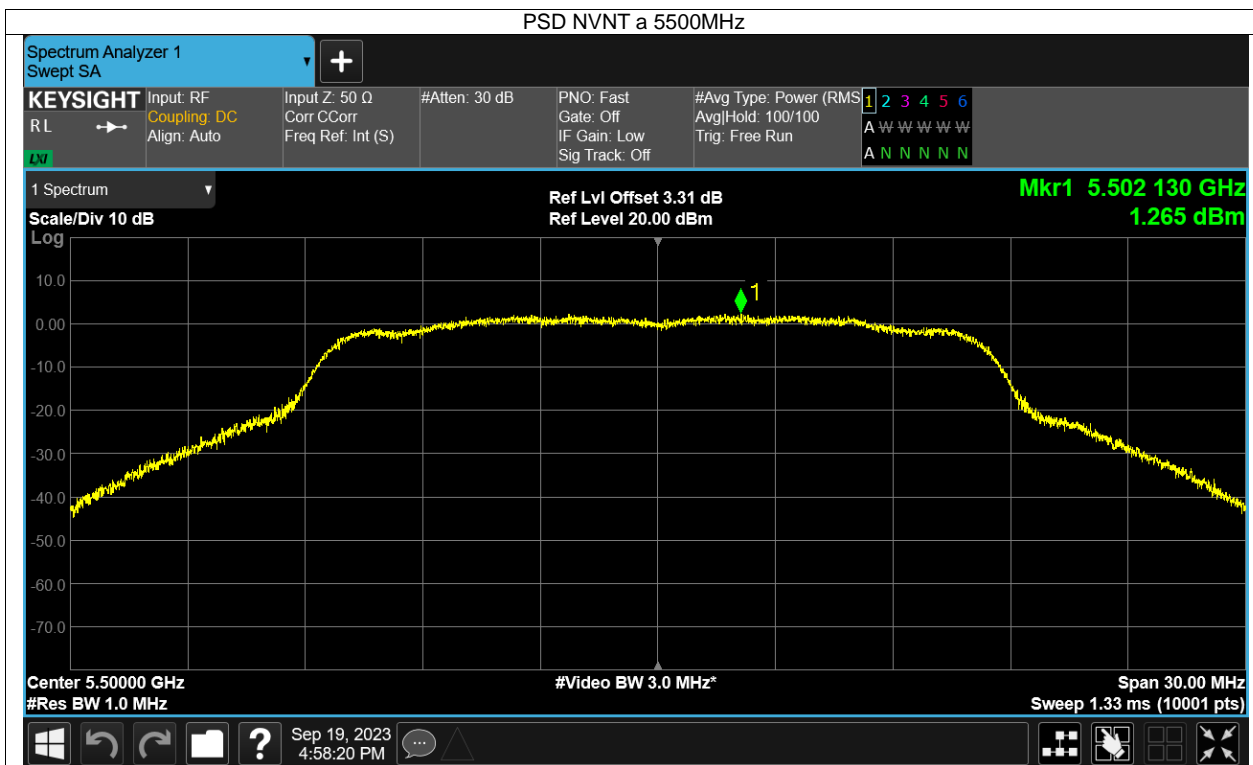 PSD NVNT a 5500MHz
Spectrum Analyzer 1
Swept SA
+
KEYSIGHT
R L
LXI
Input: RF
Coupling: DC
Align: Auto
Input Z: 50 Ω
Corr CCorr
Freq Ref: Int (S)
#Atten: 30 dB
PNO: Fast
Gate: Off
IF Gain: Low
Sig Track: Off
#Avg Type: Power (RMS
Avg|Hold: 100/100
Trig: Free Run
1 2 3 4 5 6
A W W W W W
A N N N N N
1 Spectrum
Scale/Div 10 dB
Ref Lvl Offset 3.31 dB
Ref Level 20.00 dBm
Mkr1 5.502 130 GHz
1.265 dBm
Log
10.0
0.00
-10.0
-20.0
-30.0
-40.0
-50.0
-60.0
-70.0
1
Center 5.50000 GHz
#Res BW 1.0 MHz
#Video BW 3.0 MHz*
Span 30.00 MHz
Sweep 1.33 ms (10001 pts)
?
Sep 19, 2023
4:58:20 PM